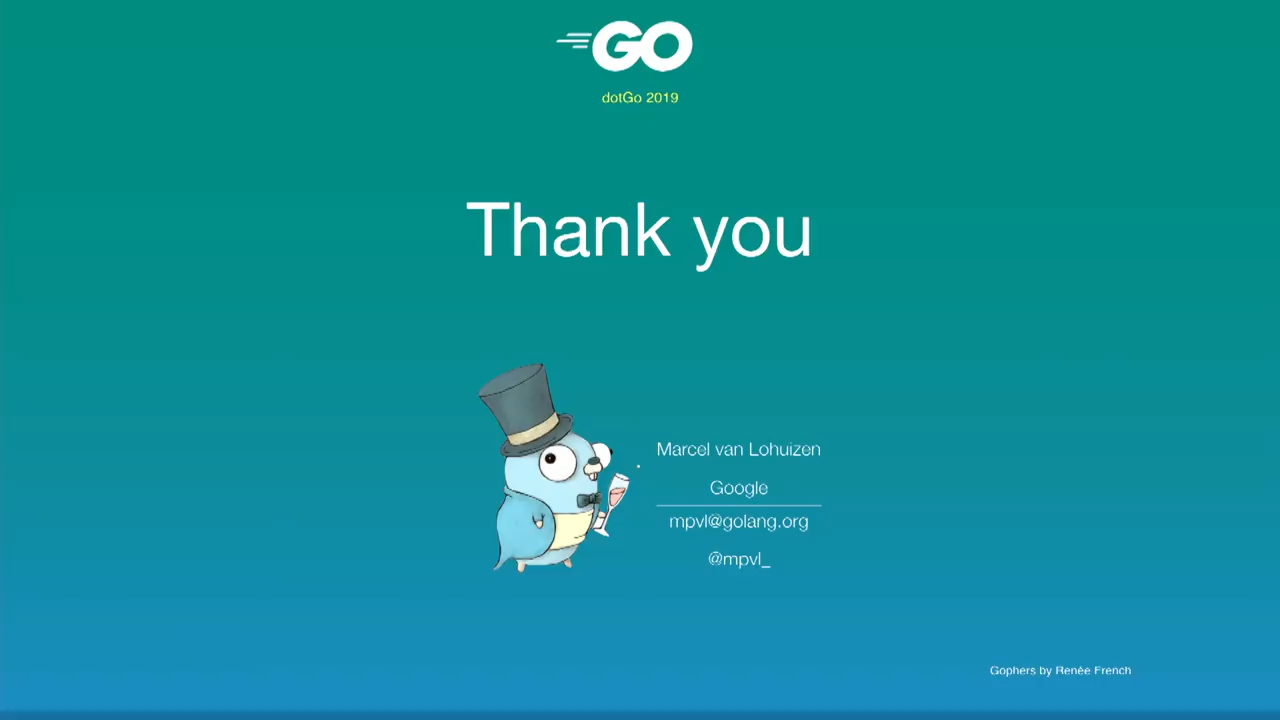 GO
dotGo 2019
Thank you
Marcel van Lohuizen
Google
mpvl@golang.org
@mpvl_
Gophers by Renée French